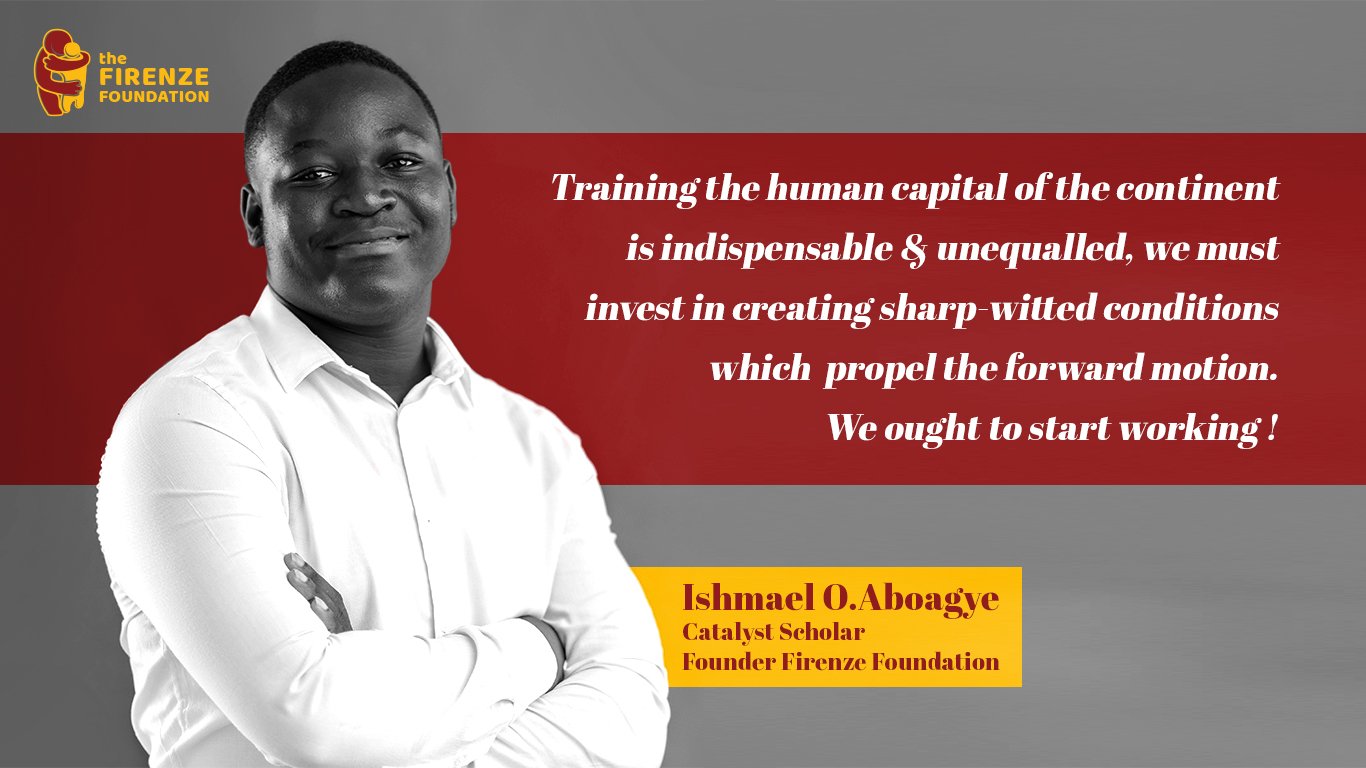 the
FIRENZE
FOUNDATION
Training the human capital of the continent
is indispensable & unequalled, we must
invest in creating sharp-witted conditions
which propel the forward motion.
We ought to start working !
Ishmael O.Aboagye
Catalyst Scholar
Founder Firenze Foundation